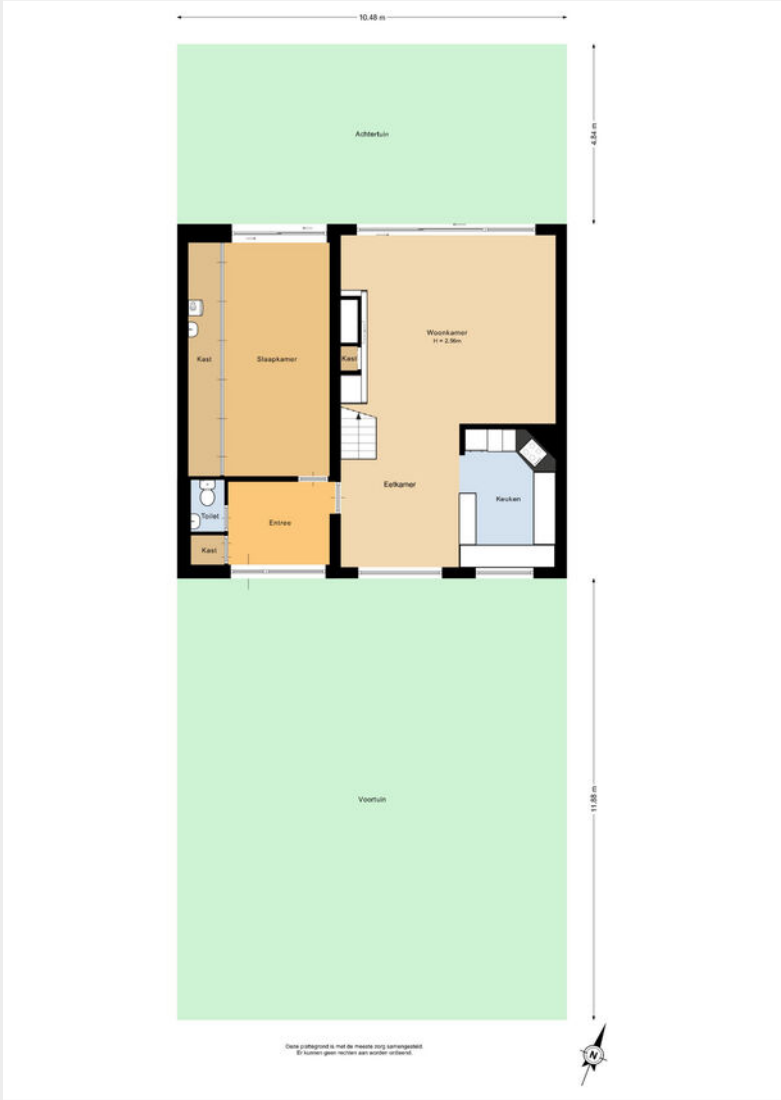 10.48 m
Achtertuin
4.84 m
Woonkamer
H = 2.96m
Kast
Slaapkamer
Kast
Eetkamer
Keuken
Toilet
Entree
Kast
Voortuin
11.88 m
Deze plattegrond is met de meeste zorg samengesteld.
Er kunnen geen rechten aan worden ontleend.
N